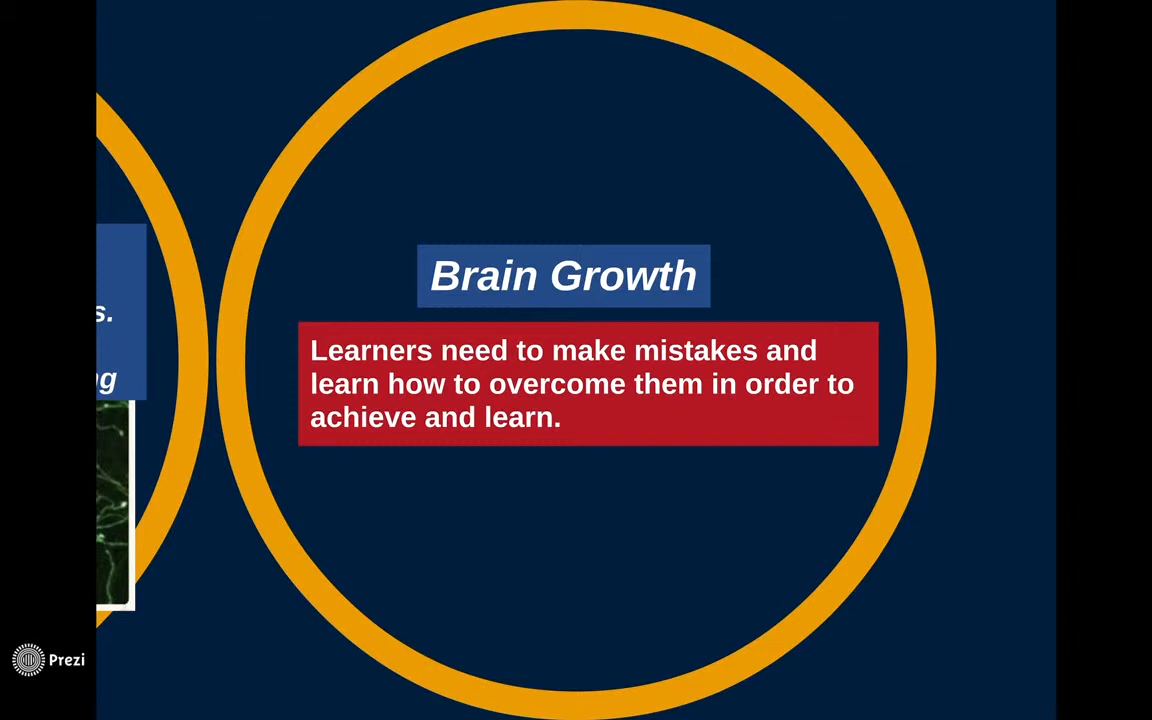 Brain Growth
Learners need to make mistakes and
learn how to overcome them in order to
achieve and learn.
Prezi